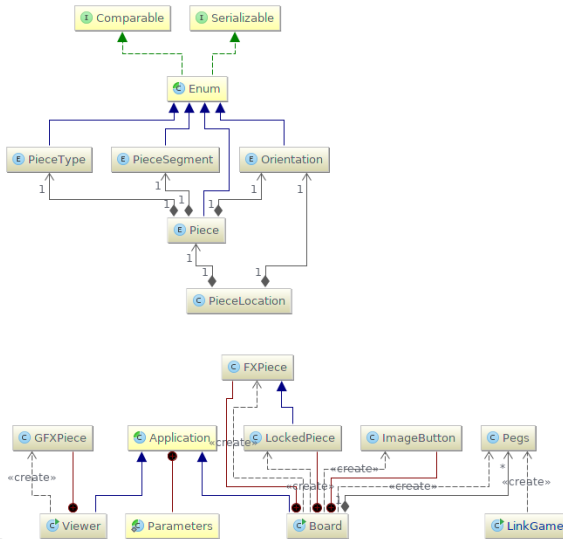 Comparable
Serializable
Enum
PieceType
PieceSegment
Orientation
1
1
1
1
1
1
1
Piece
1
1
1
PieceLocation
FXPiece
GFXPiece
Application
«create»
LockedPiece
ImageButton
Pegs
«create»
«create»
*
«create»
«create»
1
«create»
Viewer
Parameters
Board
LinkGame